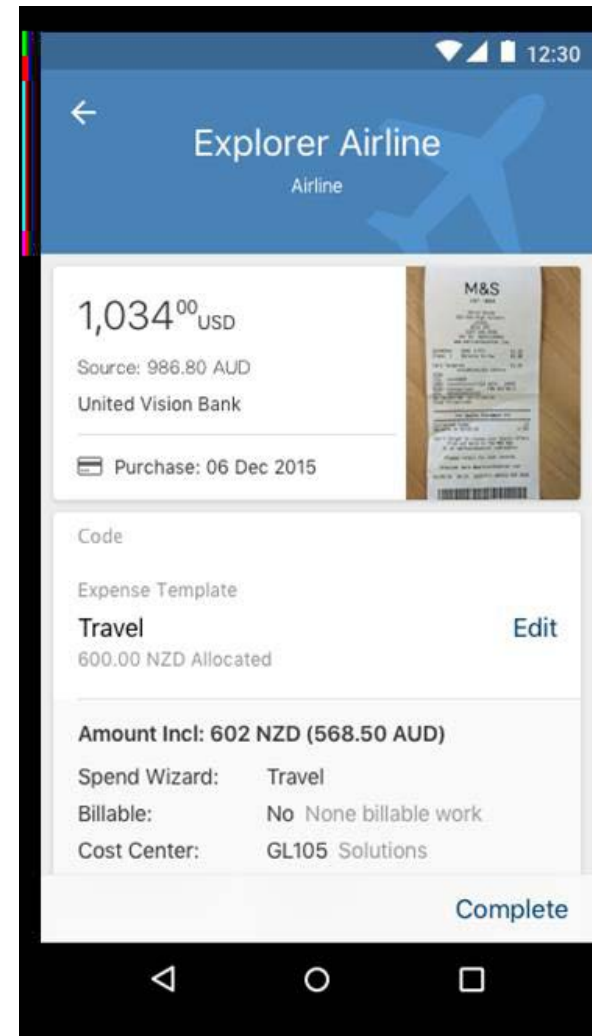 12:30
Explorer Airline
Airline
1,034⁰⁰USD
Source: 986.80 AUD
United Vision Bank
Purchase: 06 Dec 2015
M&S
Code
Expense Template
Travel
Edit
600.00 NZD Allocated
Amount Incl: 602 NZD (568.50 AUD)
Spend Wizard: Travel
Billable: No None billable work
Cost Center: GL105 Solutions
Complete